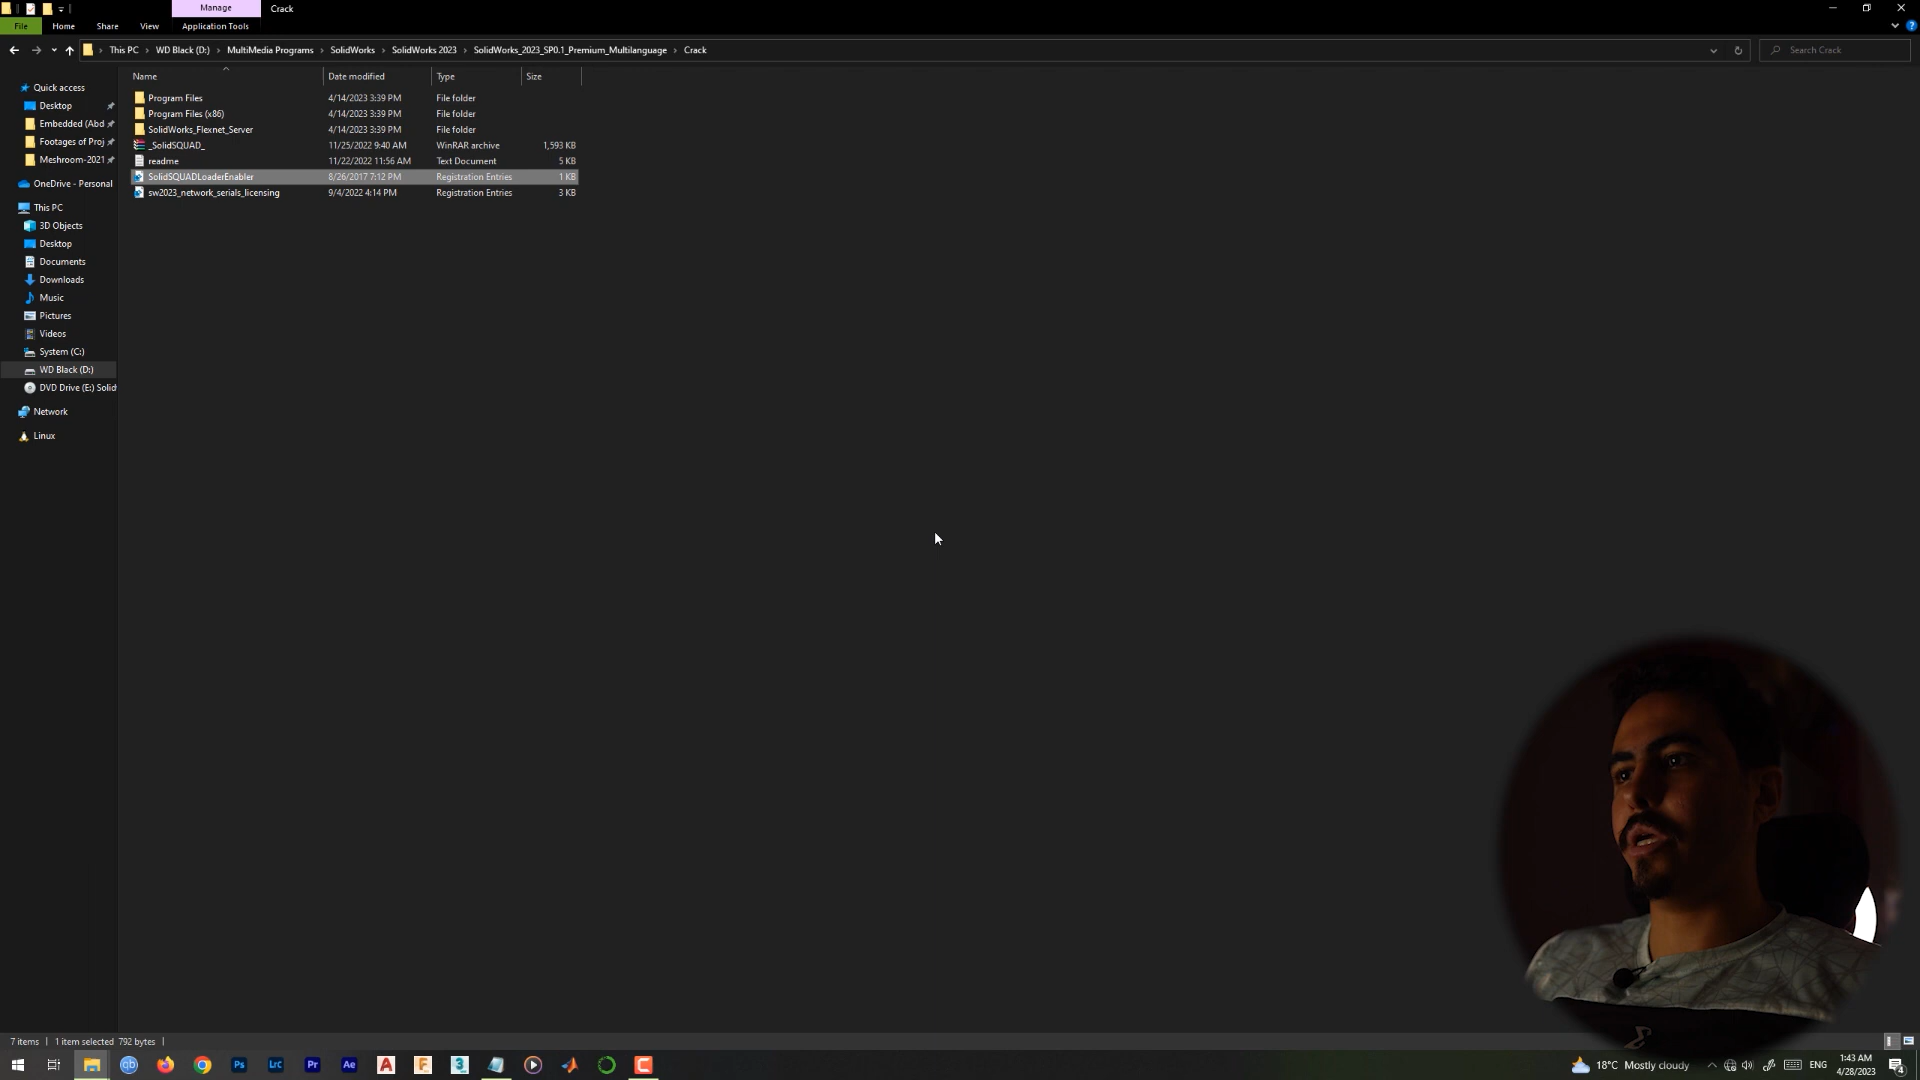 Manage
Crack
File
Home
Share
View
Application Tools
This PC
WD Black (D:)
MultiMedia Programs
SolidWorks
SolidWorks 2023
SolidWorks_2023_SP0.1_Premium_Multilanguage
Crack
Search Crack
Name
Date modified
Type
Size
Program Files
4/14/2023 3:39 PM
File folder
Program Files (x86)
4/14/2023 3:39 PM
File folder
SolidWorks_Flexnet_Server
4/14/2023 3:39 PM
File folder
_SolidSQUAD_
11/25/2022 9:40 AM
WinRAR archive
1,593 KB
readme
11/22/2022 11:56 AM
Text Document
5 KB
SolidSQUADLoaderEnabler
8/26/2017 7:12 PM
Registration Entries
1 KB
sw2023_network_serials_licensing
9/4/2022 4:14 PM
Registration Entries
3 KB
Quick access
Desktop
Embedded (Abd
Footages of Proj
Meshroom-2021
OneDrive - Personal
This PC
3D Objects
Desktop
Documents
Downloads
Music
Pictures
Videos
System (C:)
WD Black (D:)
DVD Drive (E:) Solid
Network
Linux
7 items
1 item selected 792 bytes
qb
Ps
LrC
Pr
Ae
A
F
3
C
18°C Mostly cloudy
ENG
1:43 AM
4/28/2023
4